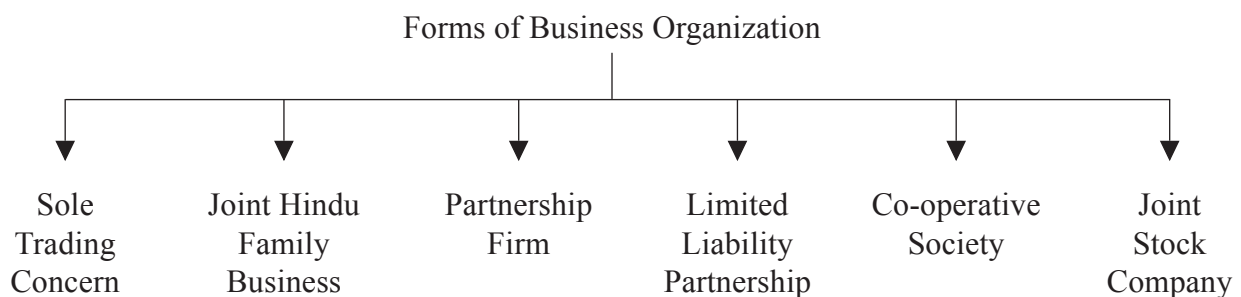 Forms of Business Organization
Sole
Trading
Concern
Joint Hindu
Family
Business
Partnership
Firm
Limited
Liability
Partnership
Co-operative
Society
Joint
Stock
Company